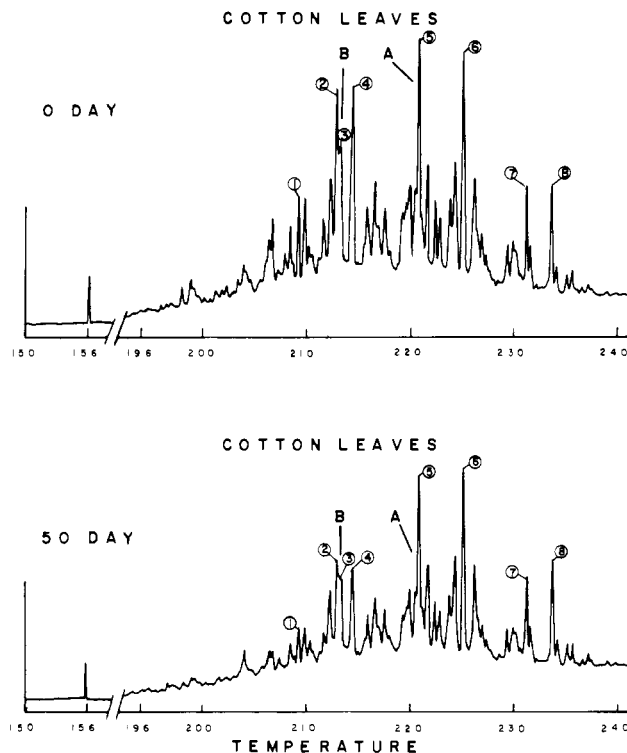 COTTON LEAVES
B A ⑤ ⑥
② ④
O DAY ③
① ⑦ ⑧
150 156 196 200 210 220 230 240
COTTON LEAVES
⑤ ⑥
B A
50 DAY ② ③ ④ ⑦ ⑧
①
150 156 196 200 210 220 230 240
TEMPERATURE